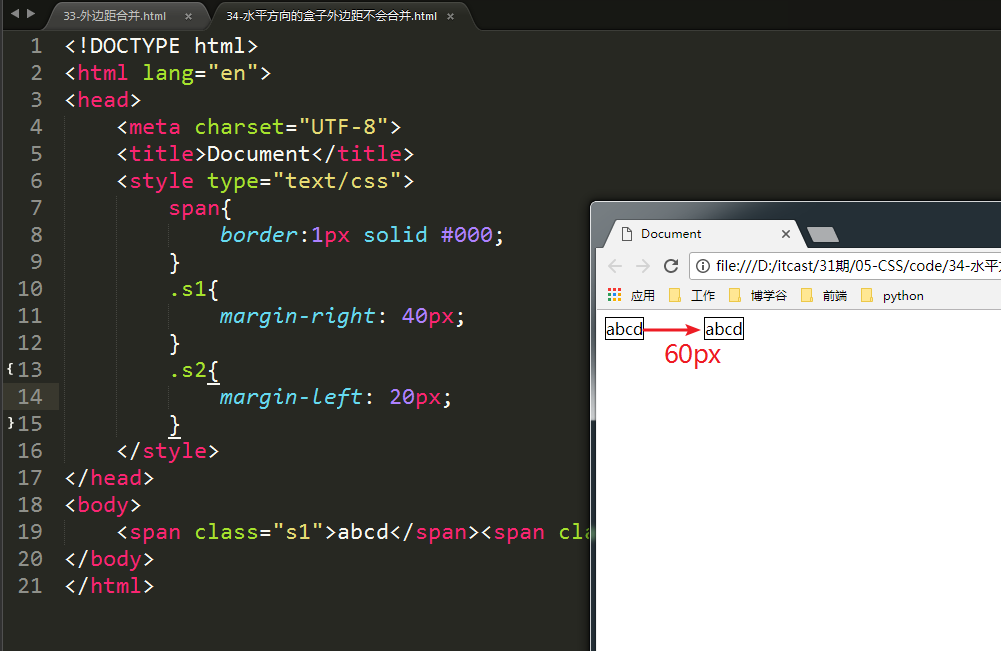 33-外边距合并.html × 34-水平方向的盒子外边距不会合并.html ×
1 <!DOCTYPE html>
2 <html lang="en">
3 <head>
4 <meta charset="UTF-8">
5 <title>Document</title>
6 <style type="text/css">
7 span{
8 border:1px solid #000;
9 }
10 .s1{
11 margin-right: 40px;
12 }
13 .s2{
14 margin-left: 20px;
15 }
16 </style>
17 </head>
18 <body>
19 <span class="s1">abcd</span><span cla
20 </body>
21 </html>
Document ×
file:///D:/itcast/31期/05-CSS/code/34-水平方
应用 工作 博学谷 前端 python
abcd abcd
60px